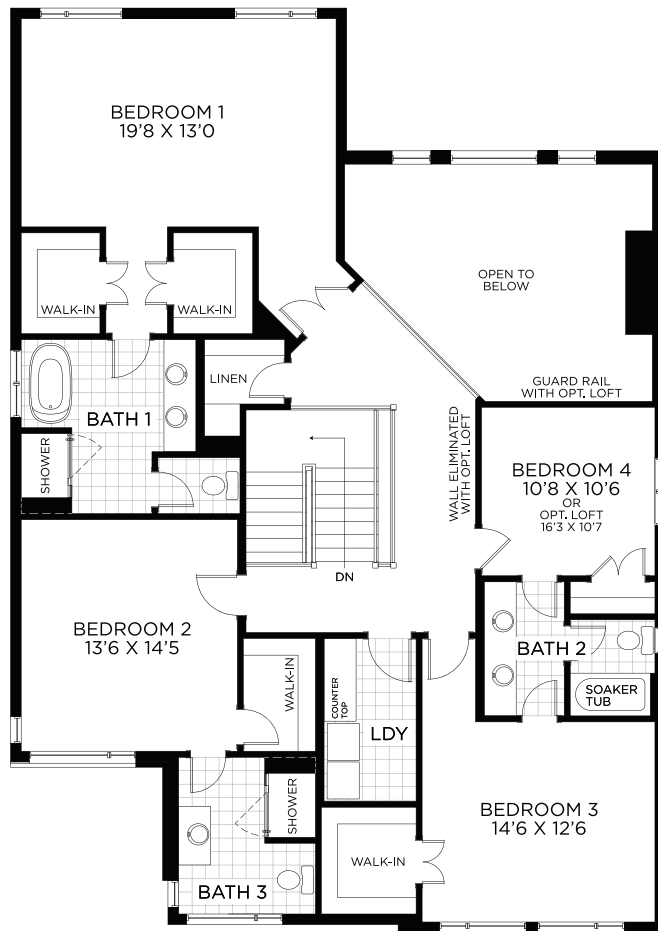 BEDROOM 1
19'8 X 13'0
WALK-IN
WALK-IN
OPEN TO
BELOW
LINEN
GUARD RAIL
WITH OPT. LOFT
BATH 1
SHOWER
WALL ELIMINATED
WITH OPT. LOFT
BEDROOM 4
10'8 X 10'6
OR
OPT. LOFT
16'3 X 10'7
DN
BEDROOM 2
13'6 X 14'5
BATH 2
WALK-IN
SOAKER
TUB
COUNTER
TOP
LDY
SHOWER
BEDROOM 3
14'6 X 12'6
WALK-IN
BATH 3